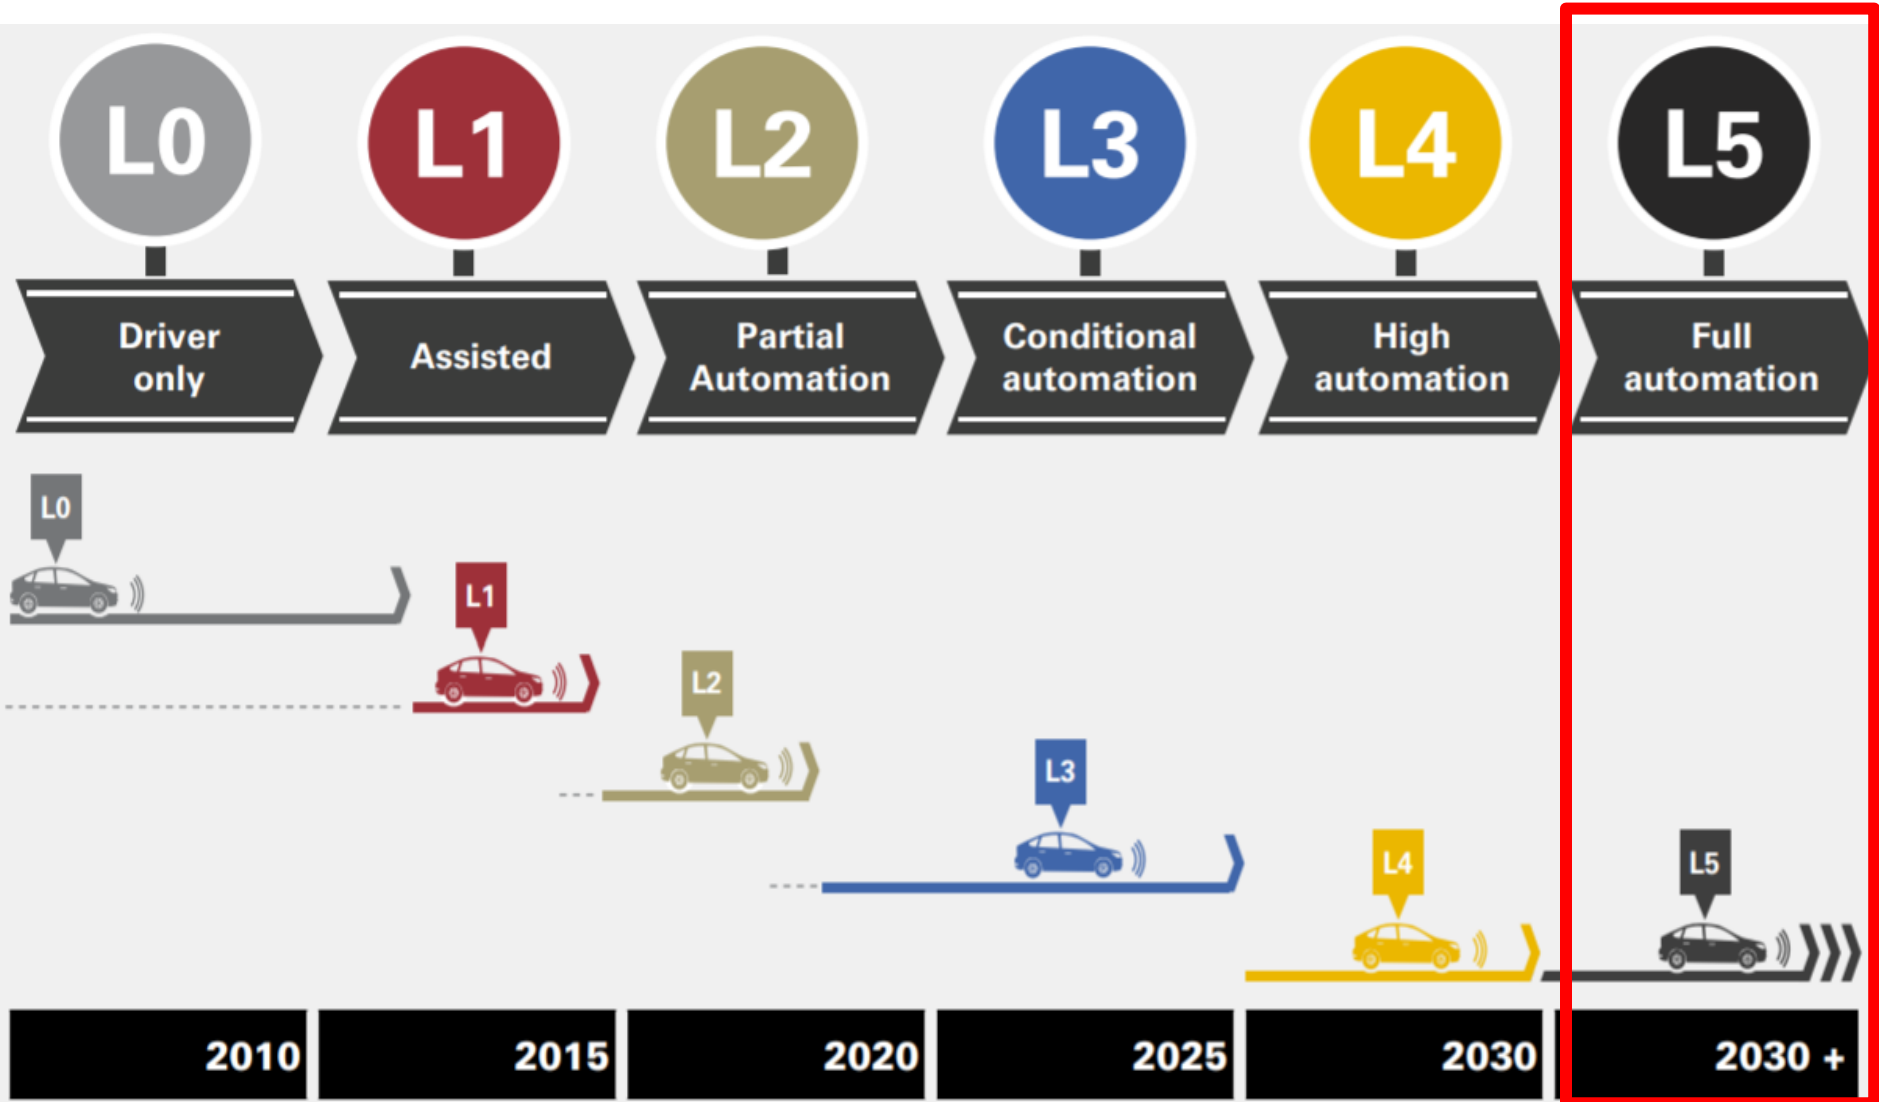 L0
L1
L2
L3
L4
L5
Driver
only
Assisted
Partial
Automation
Conditional
automation
High
automation
Full
automation
L0
L1
L2
L3
L4
L5
2010
2015
2020
2025
2030
2030 +